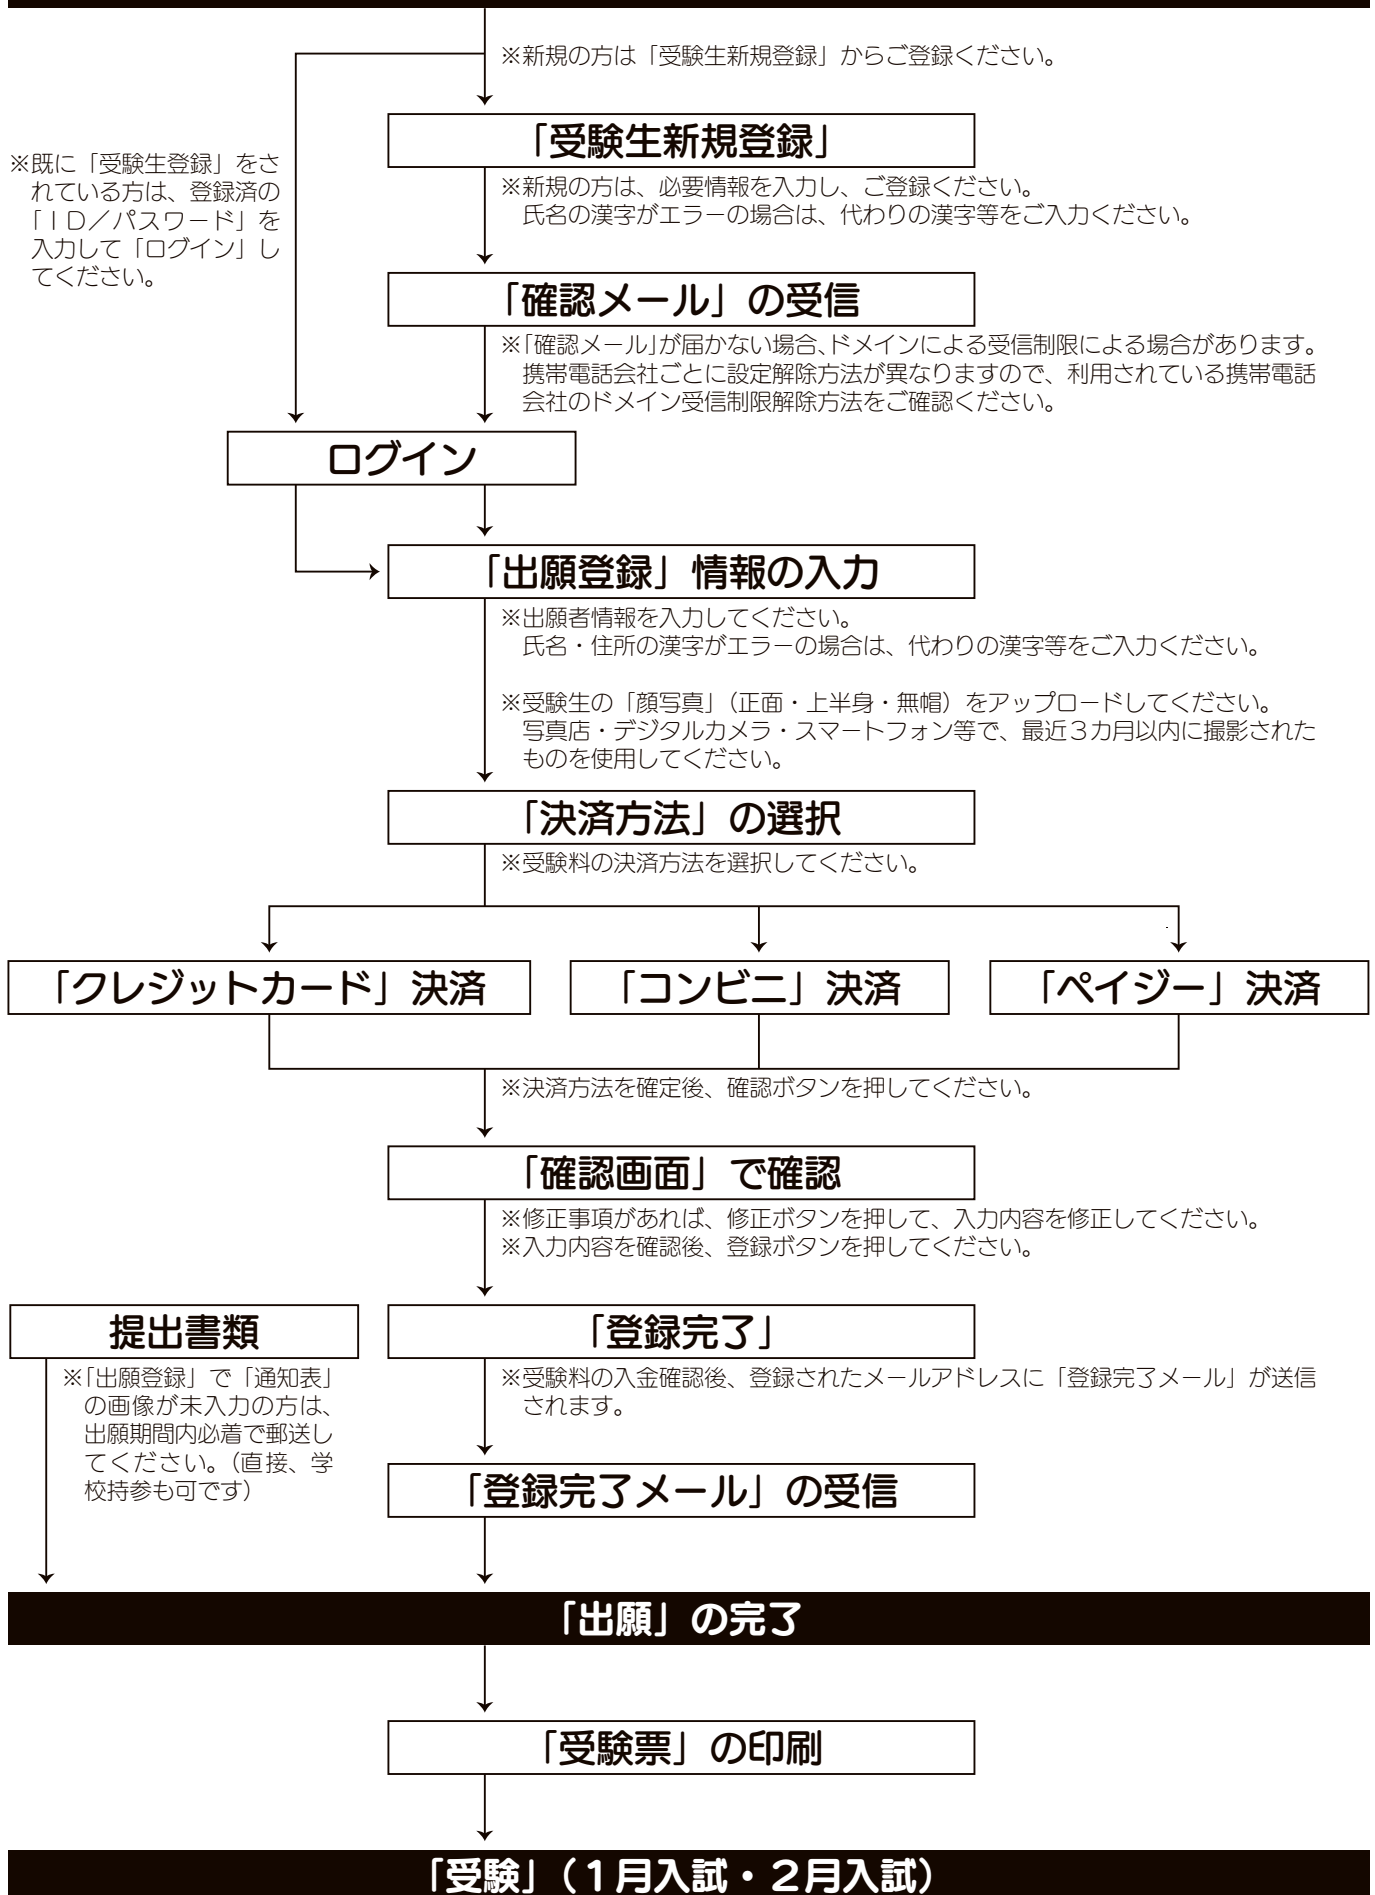 ※新規の方は「受験生新規登録」からご登録ください。
「受験生新規登録」
※既に「受験生登録」をさ
れている方は、登録済の
「ＩＤ／パスワード」を
入力して「ログイン」し
てください。
※新規の方は、必要情報を入力し、ご登録ください。
氏名の漢字がエラーの場合は、代わりの漢字等をご入力ください。
「確認メール」の受信
※「確認メール」が届かない場合、ドメインによる受信制限による場合があります。
携帯電話会社ごとに設定解除方法が異なりますので、利用されている携帯電話
会社のドメイン受信制限解除方法をご確認ください。
ログイン
「出願登録」情報の入力
※出願者情報を入力してください。
氏名・住所の漢字がエラーの場合は、代わりの漢字等をご入力ください。
※受験生の「顔写真」（正面・上半身・無帽）をアップロードしてください。
写真店・デジタルカメラ・スマートフォン等で、最近３カ月以内に撮影された
ものを使用してください。
「決済方法」の選択
※受験料の決済方法を選択してください。
「クレジットカード」決済
「コンビニ」決済
「ペイジー」決済
※決済方法を確定後、確認ボタンを押してください。
「確認画面」で確認
※修正事項があれば、修正ボタンを押して、入力内容を修正してください。
※入力内容を確認後、登録ボタンを押してください。
提出書類
※「出願登録」で「通知表」
の画像が未入力の方は、
出願期間内必着で郵送し
てください。（直接、学
校持参も可です）
「登録完了」
※受験料の入金確認後、登録されたメールアドレスに「登録完了メール」が送信
されます。
「登録完了メール」の受信
「出願」の完了
「受験票」の印刷
「受験」（１月入試・２月入試）